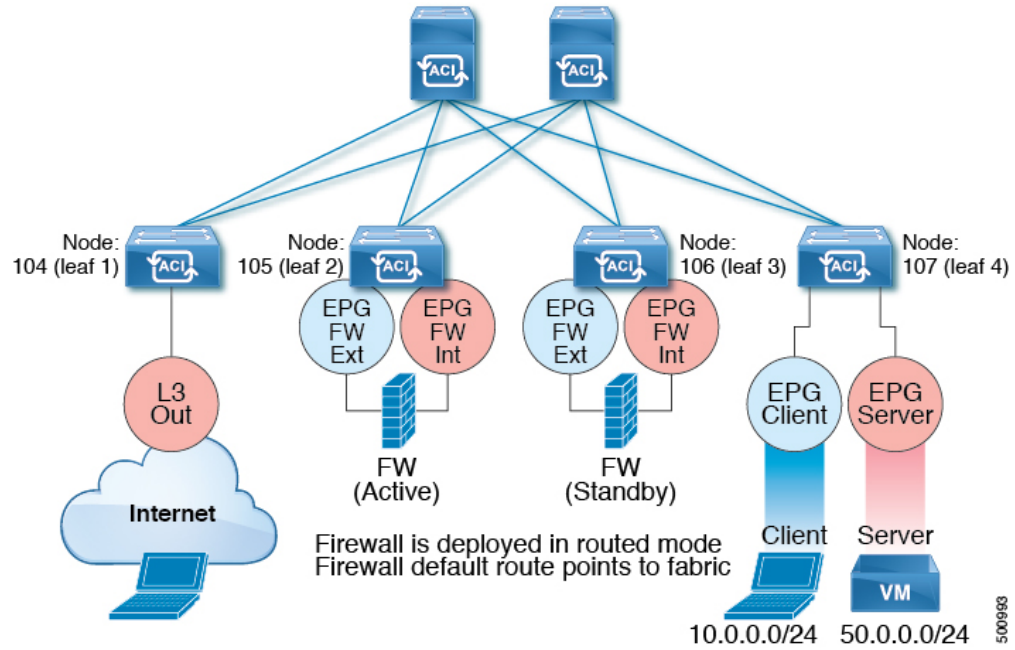 ACI
ACI
Node:
104 (leaf 1)
ACI
Node:
105 (leaf 2)
ACI
ACI
Node:
106 (leaf 3)
ACI
Node:
107 (leaf 4)
EPG
FW
Ext
EPG
FW
Int
EPG
FW
Ext
EPG
FW
Int
L3
Out
EPG
Client
EPG
Server
FW
(Active)
FW
(Standby)
Internet
Firewall is deployed in routed mode
Firewall default route points to fabric
Client
Server
VM
10.0.0.0/24
50.0.0.0/24
500993